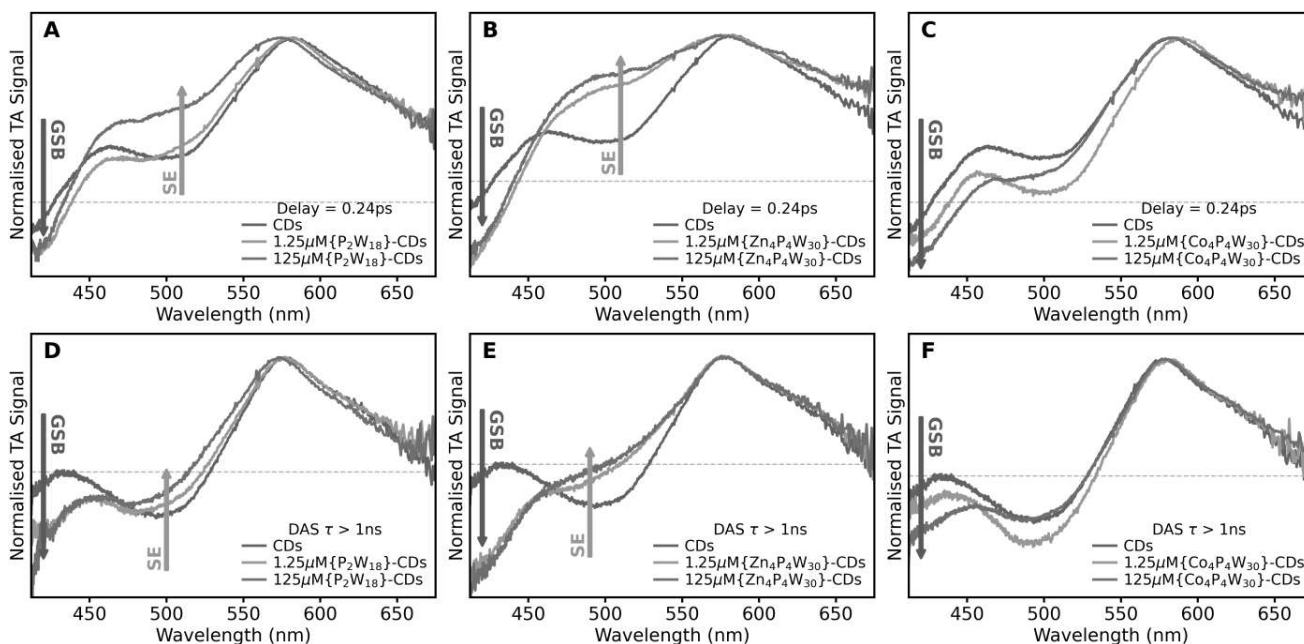 A
Normalised TA Signal
GSB
SE
Delay = 0.24ps
CDs
1.25μM{P₂W₁₈}-CDs
125μM{P₂W₁₈}-CDs
450 500 550 600 650
Wavelength (nm)
B
Normalised TA Signal
GSB
SE
Delay = 0.24ps
CDs
1.25μM{Zn₄P₄W₃₀}-CDs
125μM{Zn₄P₄W₃₀}-CDs
450 500 550 600 650
Wavelength (nm)
C
Normalised TA Signal
GSB
Delay = 0.24ps
CDs
1.25μM{Co₄P₄W₃₀}-CDs
125μM{Co₄P₄W₃₀}-CDs
450 500 550 600 650
Wavelength (nm)
D
Normalised TA Signal
GSB
SE
DAS τ > 1ns
CDs
1.25μM{P₂W₁₈}-CDs
125μM{P₂W₁₈}-CDs
450 500 550 600 650
Wavelength (nm)
E
Normalised TA Signal
GSB
SE
DAS τ > 1ns
CDs
1.25μM{Zn₄P₄W₃₀}-CDs
125μM{Zn₄P₄W₃₀}-CDs
450 500 550 600 650
Wavelength (nm)
F
Normalised TA Signal
GSB
DAS τ > 1ns
CDs
1.25μM{Co₄P₄W₃₀}-CDs
125μM{Co₄P₄W₃₀}-CDs
450 500 550 600 650
Wavelength (nm)